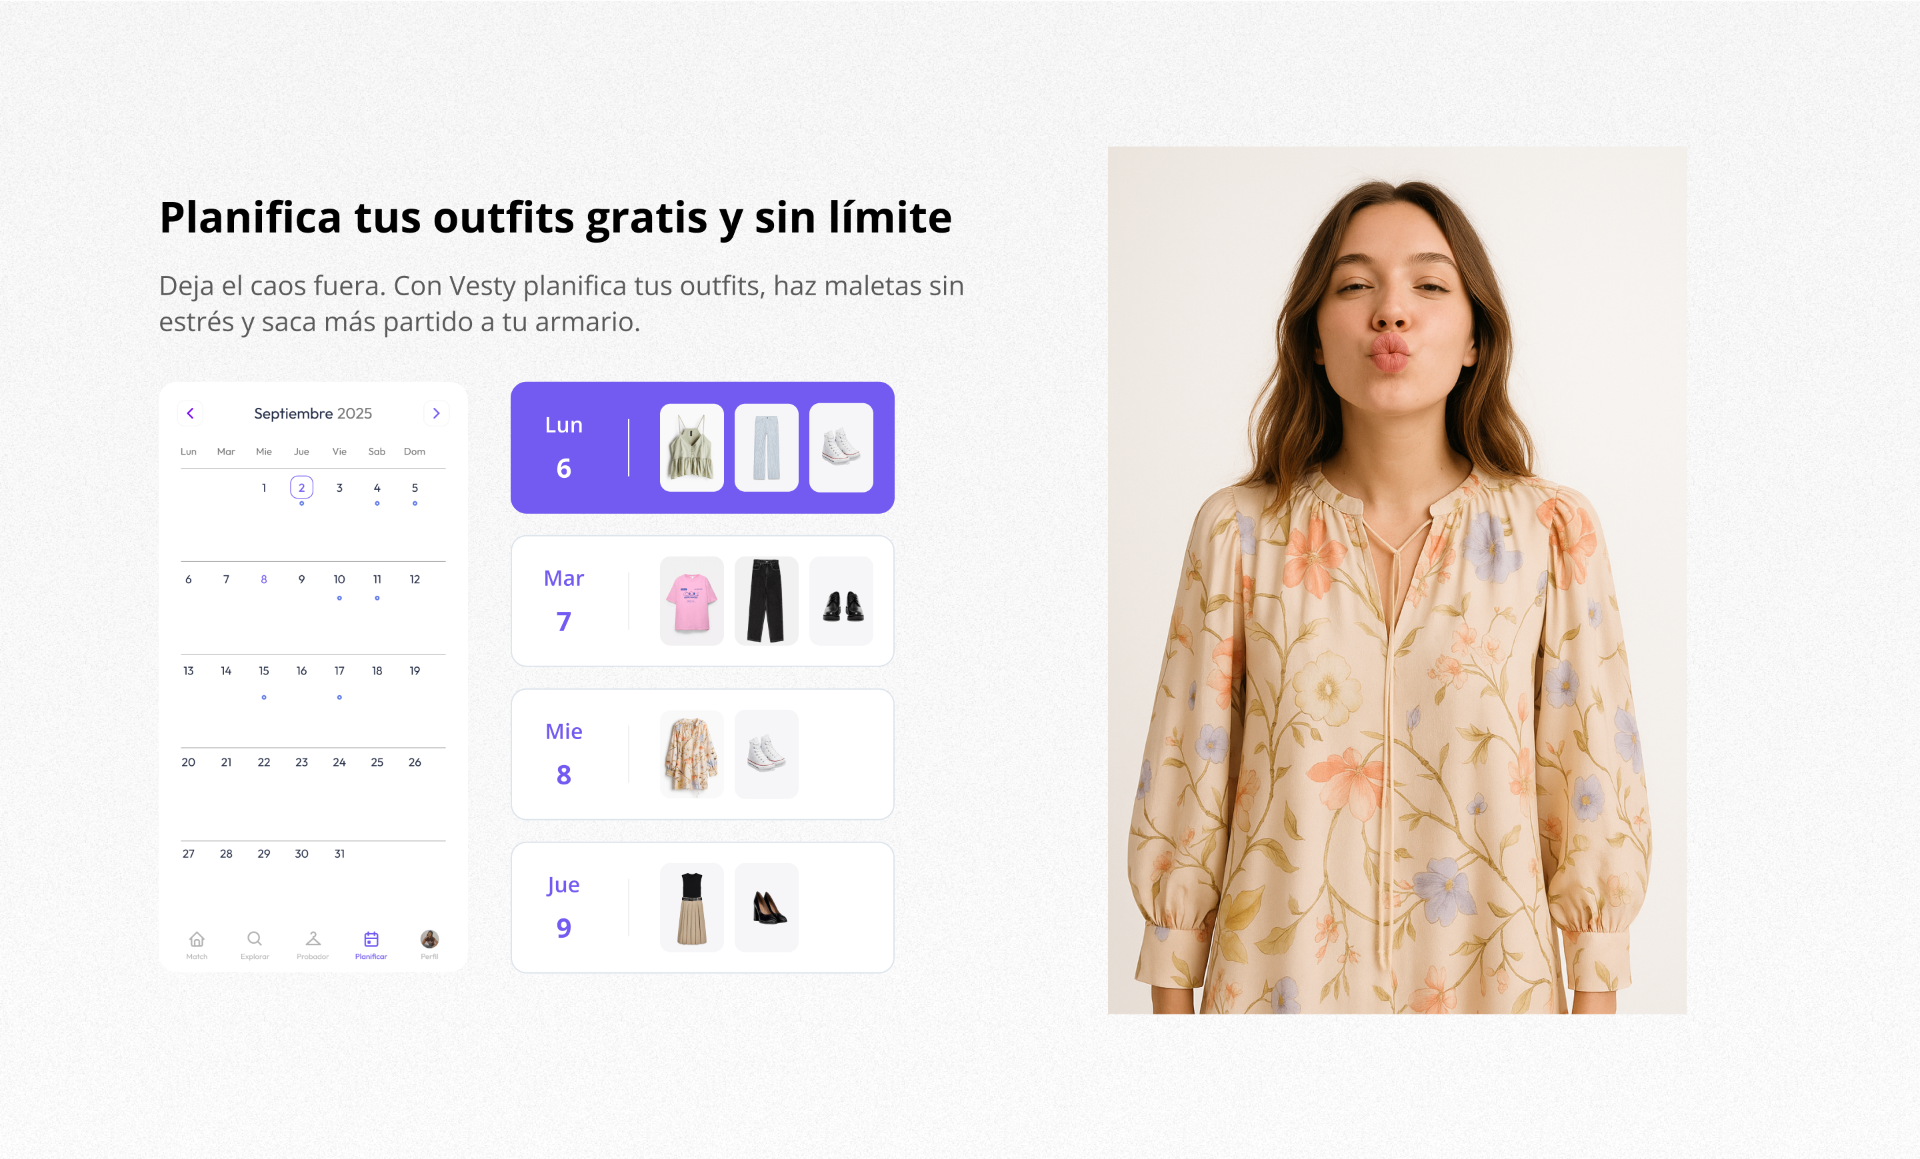 Planifica tus outfits gratis y sin límite
Deja el caos fuera. Con Vesty planifica tus outfits, haz maletas sin
estrés y saca más partido a tu armario.
Septiembre 2025
Lun Mar Mie Jue Vie Sab Dom
1 2 3 4 5
6 7 8 9 10 11 12
13 14 15 16 17 18 19
20 21 22 23 24 25 26
27 28 29 30 31
Match Explorar Probador Planificar Perfil
Lun
6
Mar
7
Mie
8
Jue
9